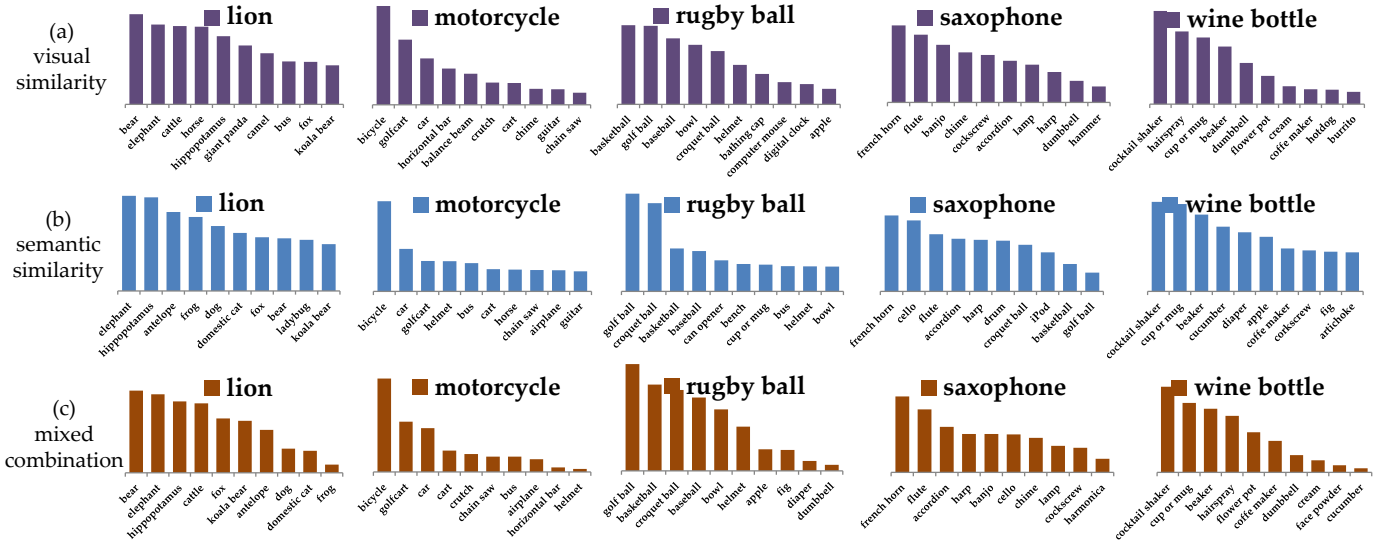 (a)
visual
similarity
lion
motorcycle
rugby ball
saxophone
wine bottle
bear
elephant
cattle
horse
hippopotamus
giant panda
camel
bus
fox
koala bear
bicycle
golfcart
car
horizontal bar
balance beam
crutch
cart
chime
guitar
chain saw
basketball
golf ball
baseball
bowl
croquet ball
helmet
bathing cap
computer mouse
digital clock
apple
french horn
flute
banjo
chime
cockscrew
accordion
lamp
harp
dumbbell
hammer
cocktail shaker
hairspray
cup or mug
beaker
dumbbell
flower pot
cream
coffe maker
hotdog
burrito
(b)
semantic
similarity
lion
motorcycle
rugby ball
saxophone
wine bottle
elephant
hippopotamus
antelope
frog
dog
domestic cat
fox
bear
ladybug
koala bear
bicycle
car
golfcart
helmet
bus
cart
horse
chain saw
airplane
guitar
golf ball
croquet ball
basketball
baseball
can opener
bench
cup or mug
bus
helmet
bowl
french horn
cello
flute
accordion
harp
drum
croquet ball
iPod
basketball
golf ball
cocktail shaker
cup or mug
beaker
cucumber
diaper
apple
coffe maker
corkscrew
fig
artichoke
(c)
mixed
combination
lion
motorcycle
rugby ball
saxophone
wine bottle
bear
elephant
hippopotamus
cattle
fox
koala bear
antelope
dog
domestic cat
frog
bicycle
golfcart
car
cart
crutch
chain saw
bus
airplane
horizontal bar
helmet
golf ball
basketball
croquet ball
baseball
bowl
helmet
apple
fig
diaper
dumbbell
french horn
flute
accordion
harp
banjo
cello
chime
lamp
cockscrew
harmonica
cocktail shaker
cup or mug
beaker
hairspray
flower pot
coffe maker
dumbbell
cream
face powder
cucumber